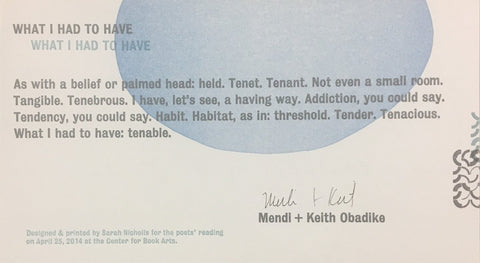 WHAT I HAD TO HAVE
WHAT I HAD TO HAVE
As with a belief or palmed head: held. Tenet. Tenant. Not even a small room.
Tangible. Tenebrous. I have, let's see, a having way. Addiction, you could say.
Tendency, you could say. Habit. Habitat, as in: threshold. Tender. Tenacious.
What I had to have: tenable.
Mendi + Keith
Mendi + Keith Obadike
Designed & printed by Sarah Nicholls for the poets' reading
on April 25, 2014 at the Center for Book Arts.